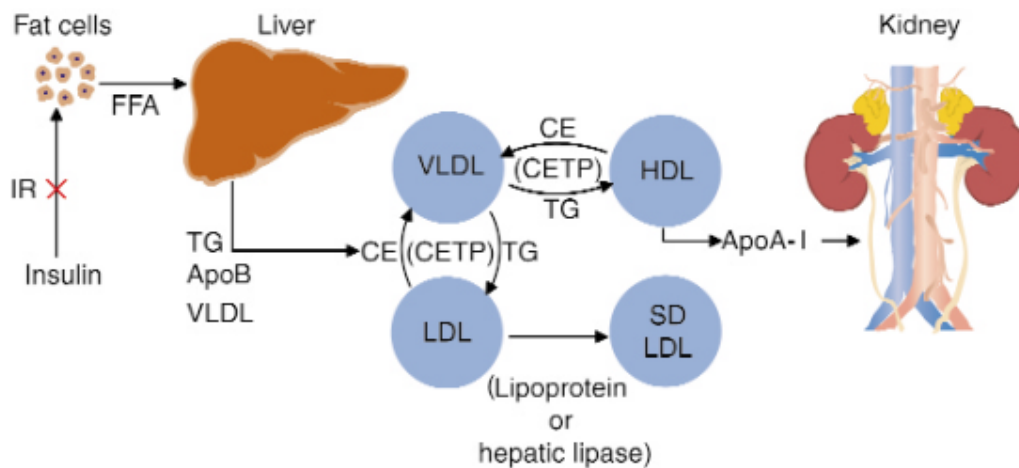 Fat cells
Liver
Kidney
FFA
CE
VLDL
(CETP)
HDL
TG
IR
TG
ApoB
VLDL
CE
(CETP)
TG
ApoA-I
Insulin
LDL
SD
LDL
(Lipoprotein
or
hepatic lipase)